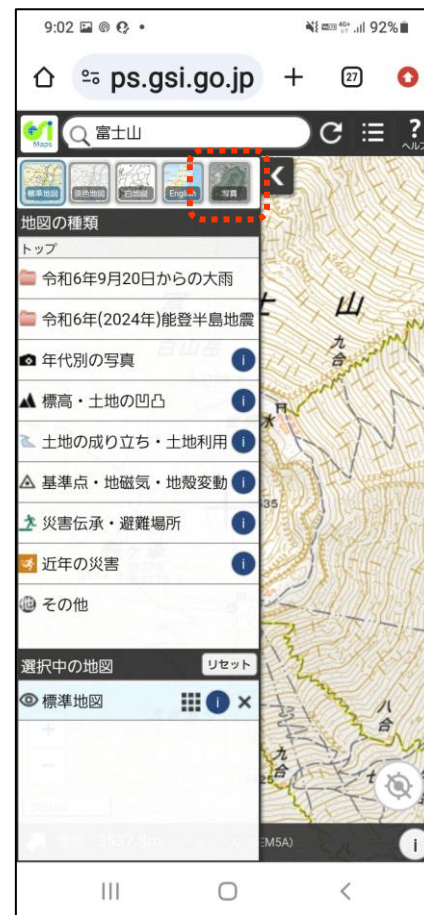 9:02
92%
ps.gsi.go.jp
27
Maps
富士山
ヘルプ
標準地図
淡色地図
白地図
English
写真
地図の種類
トップ
令和6年9月20日からの大雨
令和6年(2024年)能登半島地震
年代別の写真
標高・土地の凹凸
土地の成り立ち・土地利用
基準点・地磁気・地殻変動
災害伝承・避難場所
近年の災害
その他
選択中の地図
リセット
標準地図
士
山
九合
水
九合
八合
七
3537.8m
EM5A)